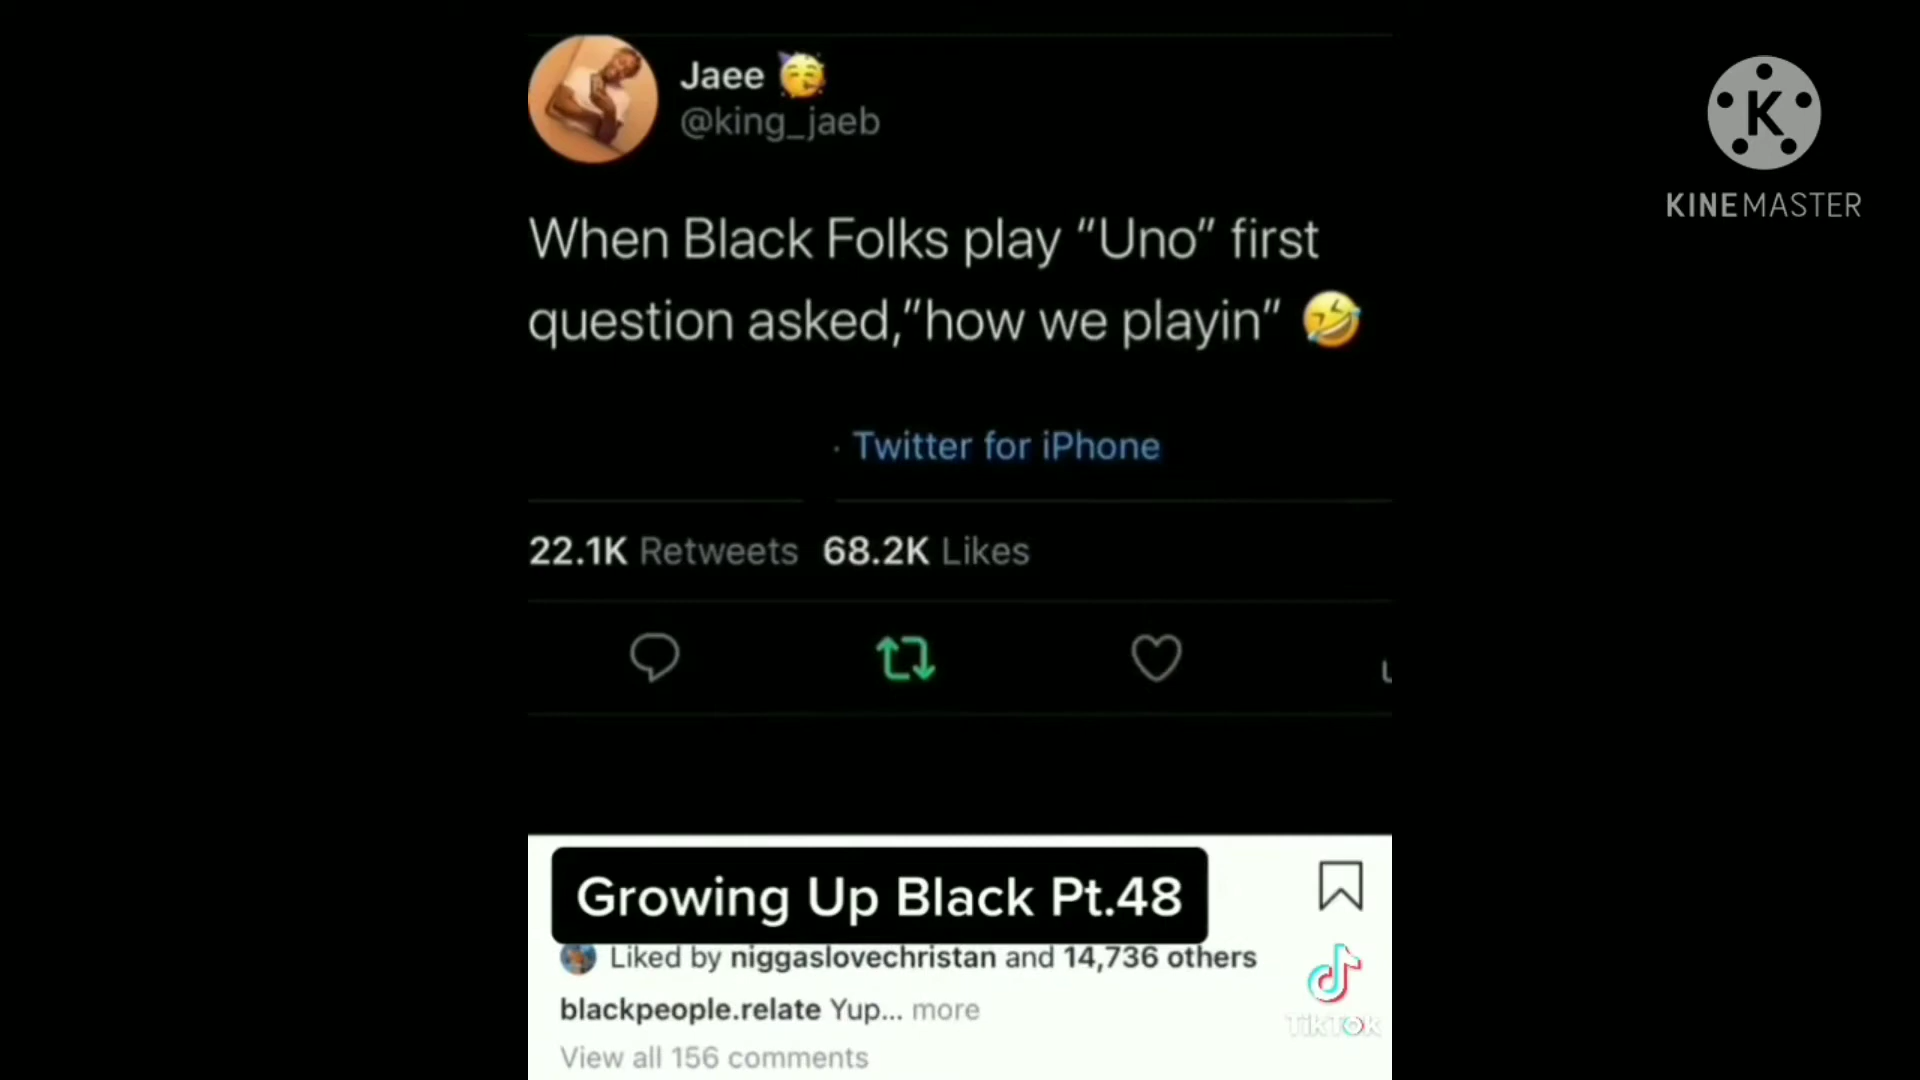 Jaee 🥳
@king_jaeb
K
KINEMASTER
When Black Folks play “Uno” first
question asked,“how we playin” 🤣
· Twitter for iPhone
22.1K Retweets 68.2K Likes
Growing Up Black Pt.48
Liked by niggaslovechristan and 14,736 others
blackpeople.relate Yup... more
TikTok
View all 156 comments